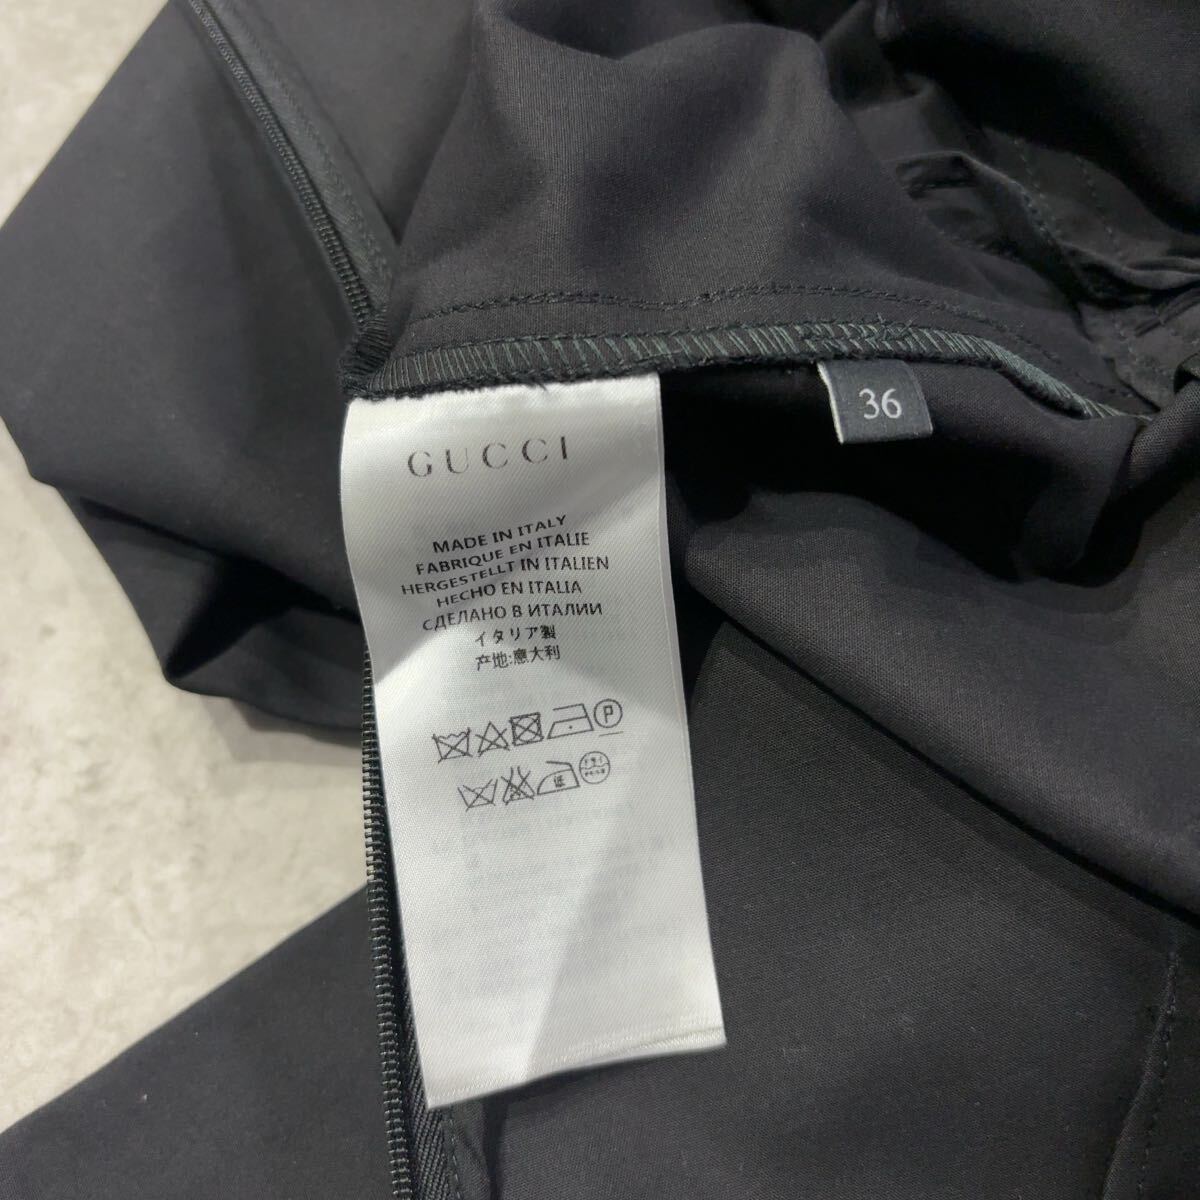 36
GUCCI
MADE IN ITALY
FABRIQUE EN ITALIE
HERGESTELLT IN ITALIEN
HECHO EN ITALIA
СДЕЛАНО В ИТАЛИИ
イタリア製
产地:意大利
P